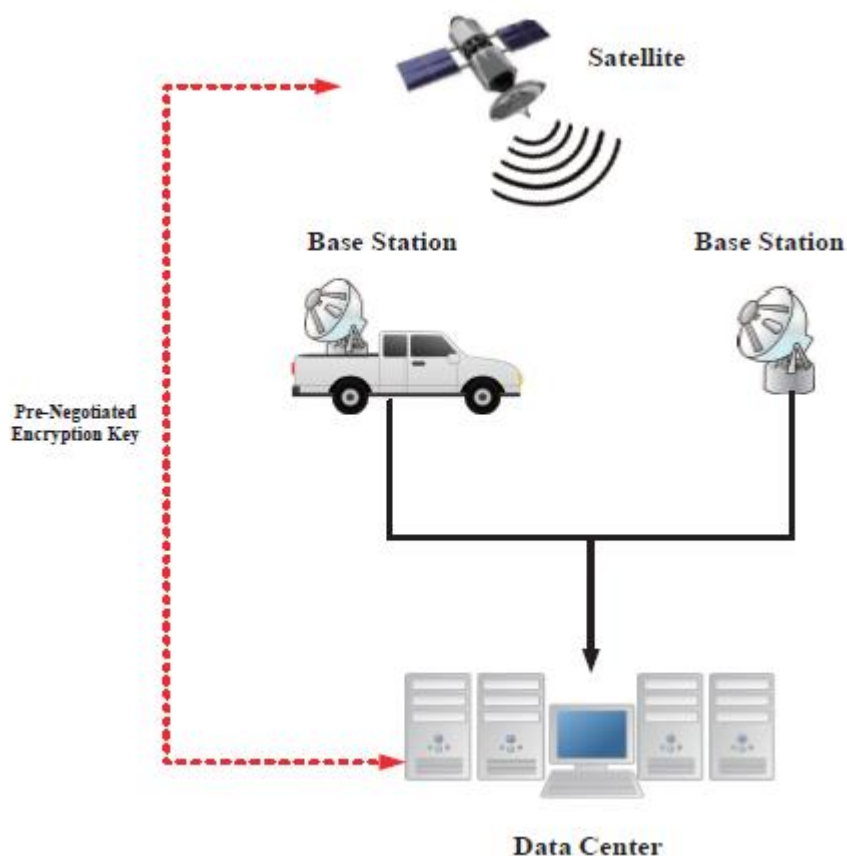 Satellite
Base Station
Base Station
Pre-Negotiated
Encryption Key
Data Center